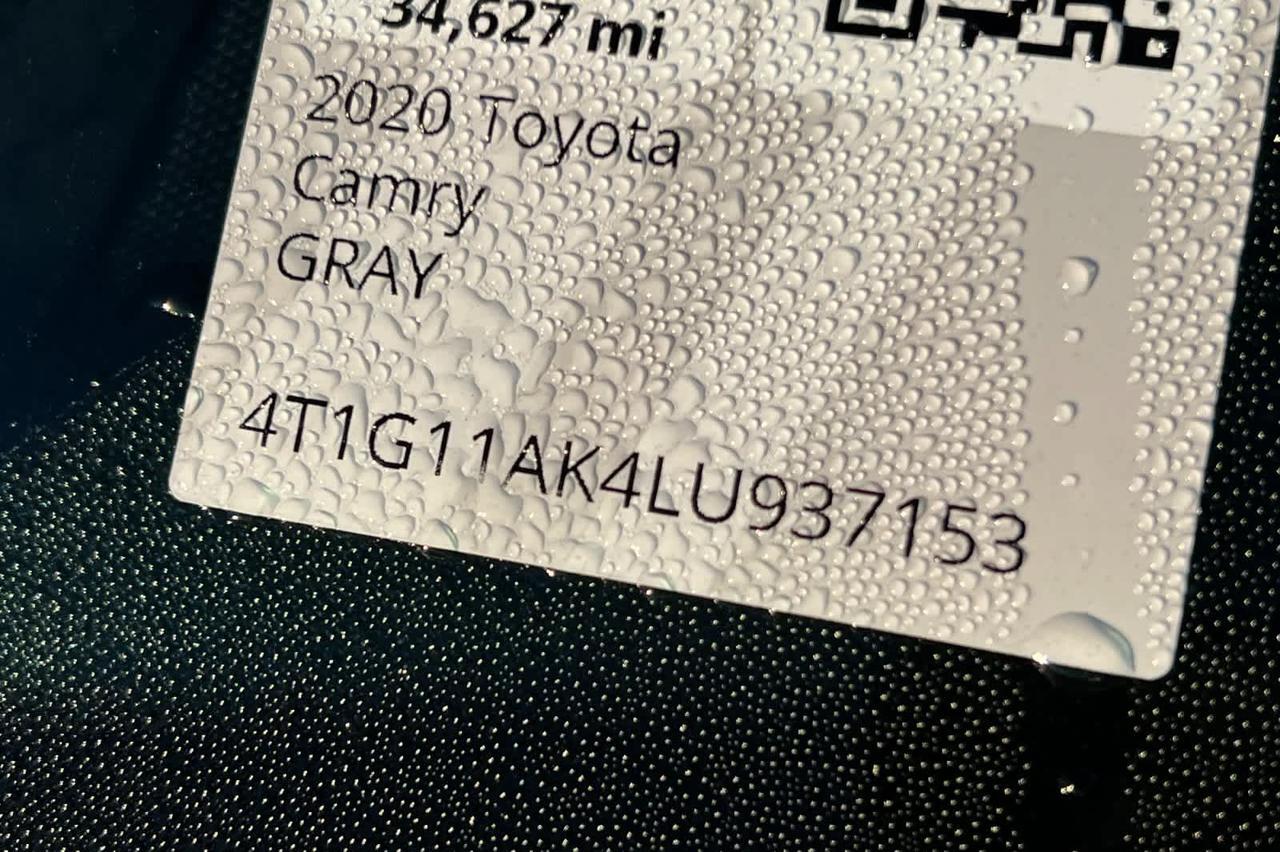 34,627 mi
2020 Toyota
Camry
GRAY
4T1G11AK4LU937153